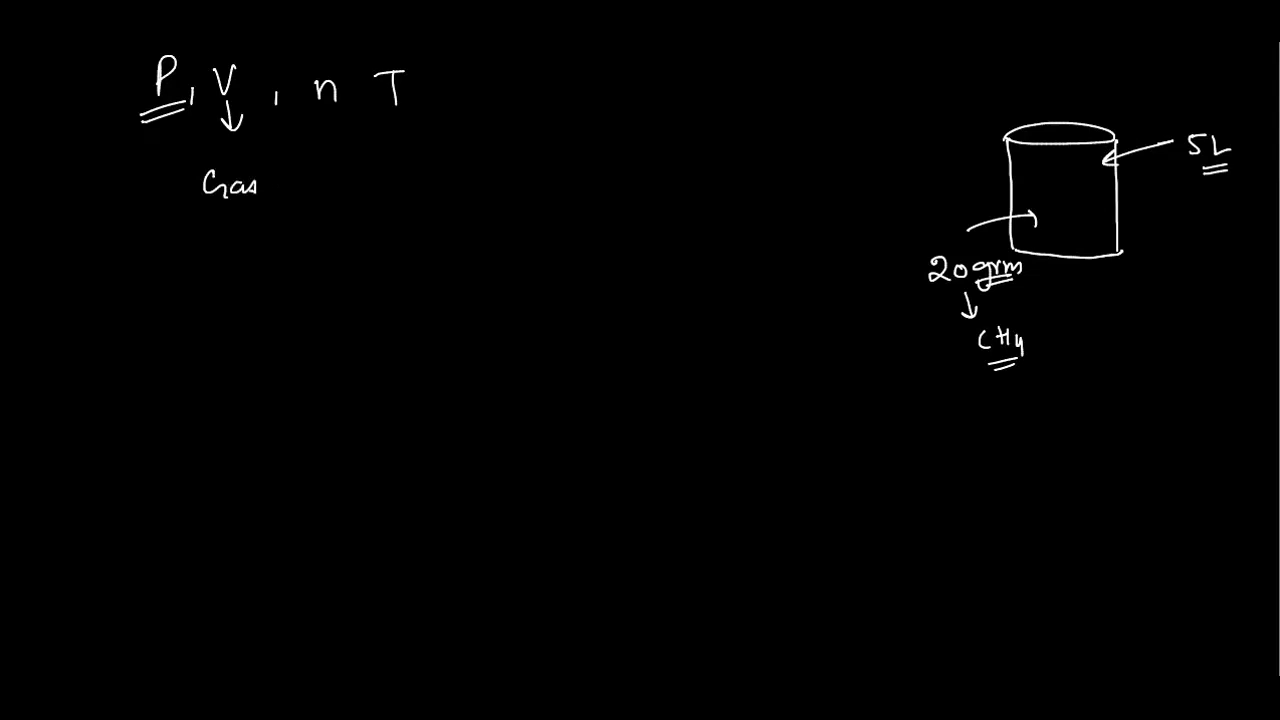 P, V, n T
Gas
5L
20grm
CH4